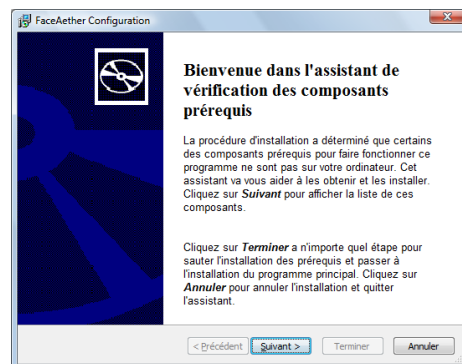 FaceAether Configuration
Bienvenue dans l'assistant de
vérification des composants
prérequis
La procédure d'installation a déterminé que certains
des composants prérequis pour faire fonctionner ce
programme ne sont pas sur votre ordinateur. Cet
assistant va vous aider à les obtenir et les installer.
Cliquez sur Suivant pour afficher la liste de ces
composants.
Cliquez sur Terminer a n'importe quel étape pour
sauter l'installation des prérequis et passer à
l'installation du programme principal. Cliquez sur
Annuler pour annuler l'installation et quitter
l'assistant.
< Précédent Suivant > Terminer Annuler